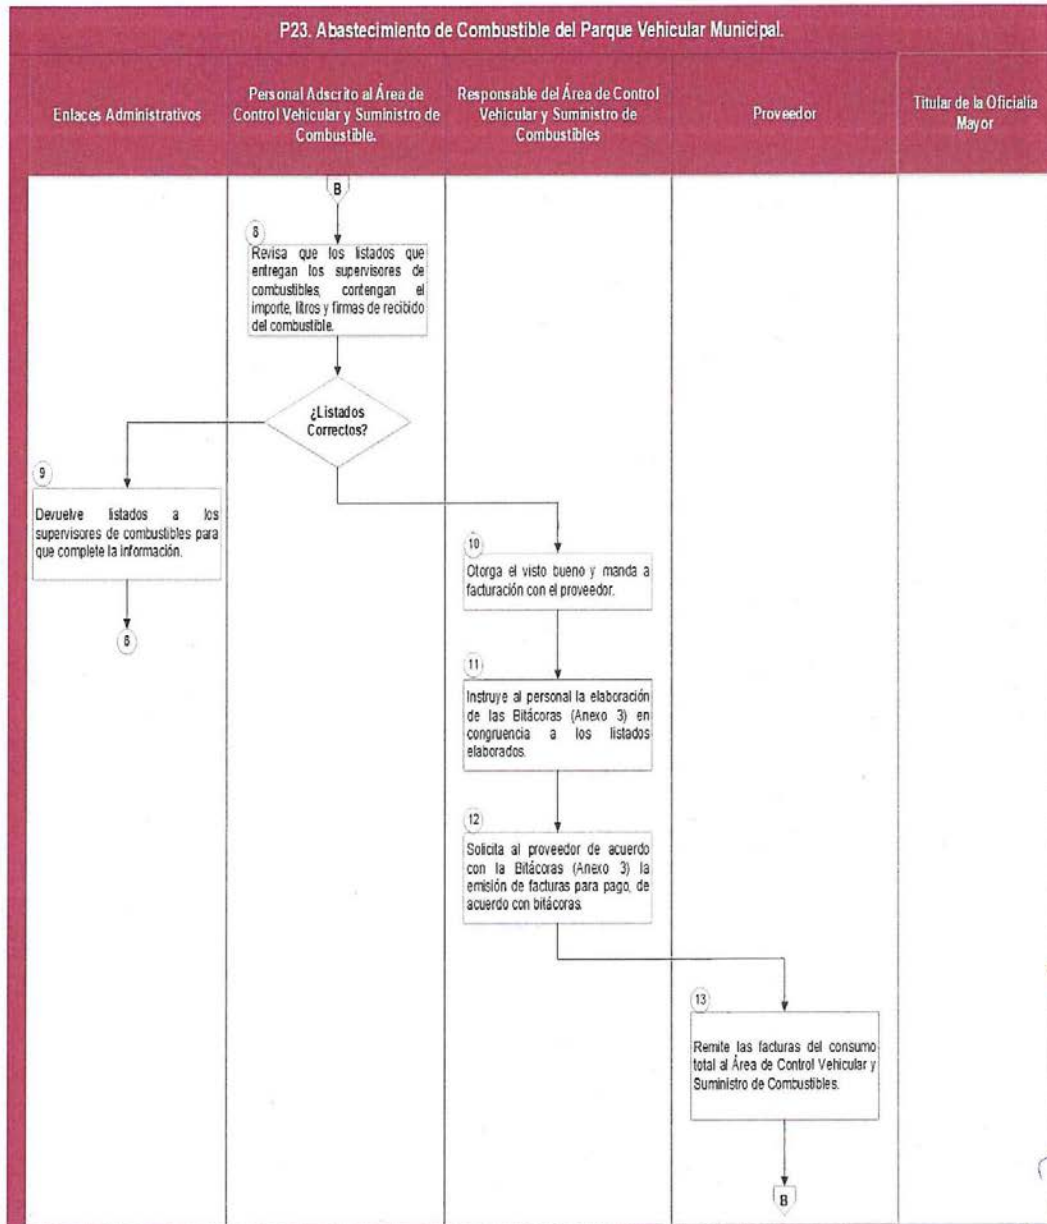 P23. Abastecimiento de Combustible del Parque Vehicular Municipal.
Enlaces Administrativos
Personal Adscrito al Área de
Control Vehicular y Suministro de
Combustible.
Responsable del Área de Control
Vehicular y Suministro de
Combustibles
Proveedor
Titular de la Oficialía
Mayor
B
8
Revisa que los listados que
entregan los supervisores de
combustibles, contengan el
importe, litros y firmas de recibido
del combustible.
¿Listados
Correctos?
9
Devuelve listados a los
supervisores de combustibles para
que complete la información.
8
10
Otorga el visto bueno y manda a
facturación con el proveedor.
11
Instruye al personal la elaboración
de las Bitácoras (Anexo 3) en
congruencia a los listados
elaborados.
12
Solicita al proveedor de acuerdo
con la Bitácoras (Anexo 3) la
emisión de facturas para pago, de
acuerdo con bitácoras.
13
Remite las facturas del consumo
total al Área de Control Vehicular y
Suministro de Combustibles.
B